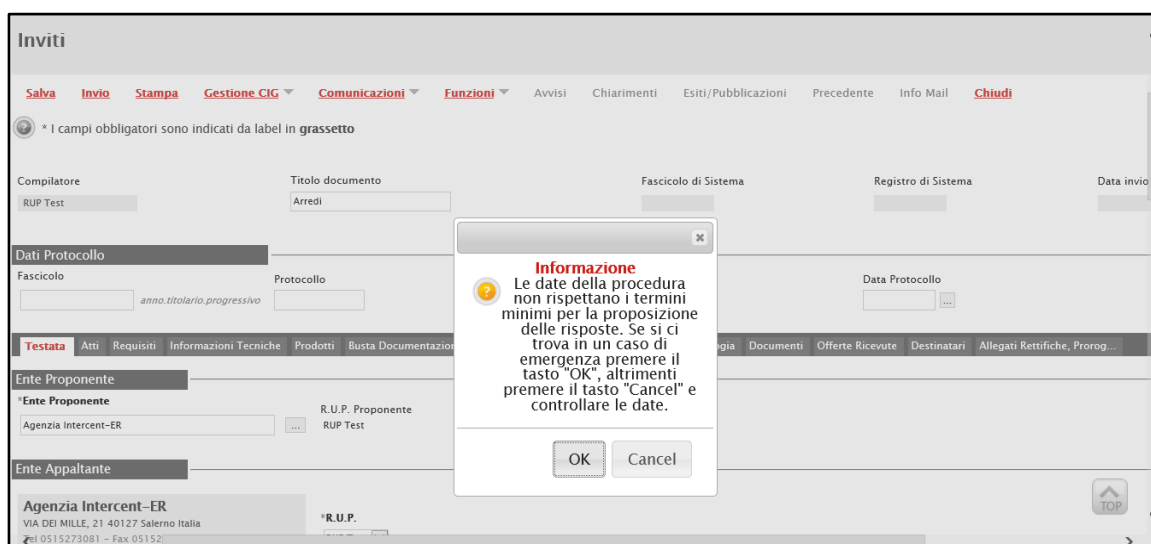 Inviti
Salva Invio Stampa Gestione CIG Comunicazioni Funzioni Avvisi Chiarimenti Esiti/Pubblicazioni Precedente Info Mail Chiudi
* I campi obbligatori sono indicati da label in grassetto
Compilatore Titolo documento Fascicolo di Sistema Registro di Sistema Data invio
RUP Test Arredi
Dati Protocollo
Fascicolo Protocollo Data Protocollo
anno.titolario.progressivo ...
Informazione
Le date della procedura
non rispettano i termini
minimi per la proposizione
delle risposte. Se si ci
trova in un caso di
emergenza premere il
tasto "OK", altrimenti
premere il tasto "Cancel" e
controllare le date.
OK Cancel
Testata Atti Requisiti Informazioni Tecniche Prodotti Busta Documentazion Documenti Offerte Ricevute Destinatari Allegati Rettifiche, Prorog...
Ente Proponente
*Ente Proponente R.U.P. Proponente
Agenzia Intercent-ER ... RUP Test
Ente Appaltante
Agenzia Intercent-ER
VIA DEI MILLE, 21 40127 Salerno Italia *R.U.P.
Tel 0515273081 - Fax 05152
TOP